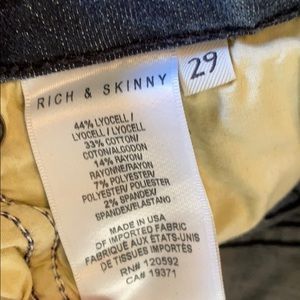 RICH & SKINNY
29
44% LYOCELL /
LYOCELL / LYOCELL
33% COTTON/
COTON/ALGODON
14% RAYON/
RAYONNE/RAYON
7% POLYESTER/
POLYESTER/ POLIESTER
2% SPANDEX/
SPANDEX/ELASTANO
MADE IN USA
OF IMPORTED FABRIC
FABRIQUE AUX ETATS-UNIS
DE TISSUES IMPORTÉS
RN# 120592
CA# 19371